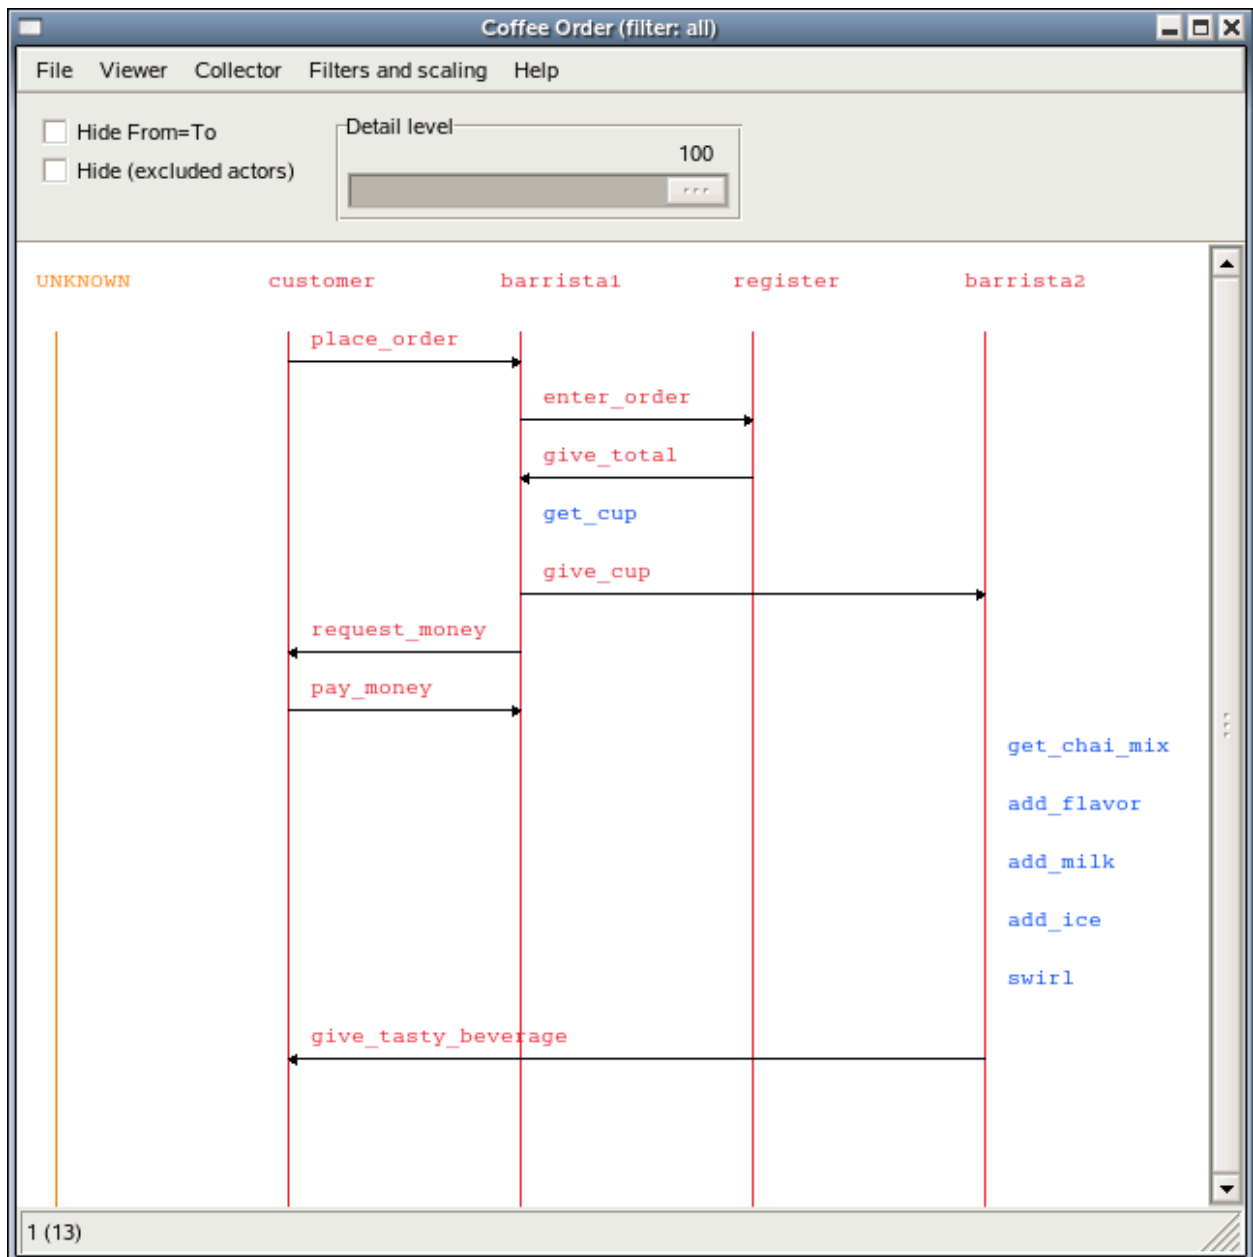 Coffee Order (filter: all)
File Viewer Collector Filters and scaling Help
Hide From=To
Hide (excluded actors)
Detail level
100
UNKNOWN customer barrista1 register barrista2
place_order
enter_order
give_total
get_cup
give_cup
request_money
pay_money
get_chai_mix
add_flavor
add_milk
add_ice
swirl
give_tasty_beverage
1 (13)